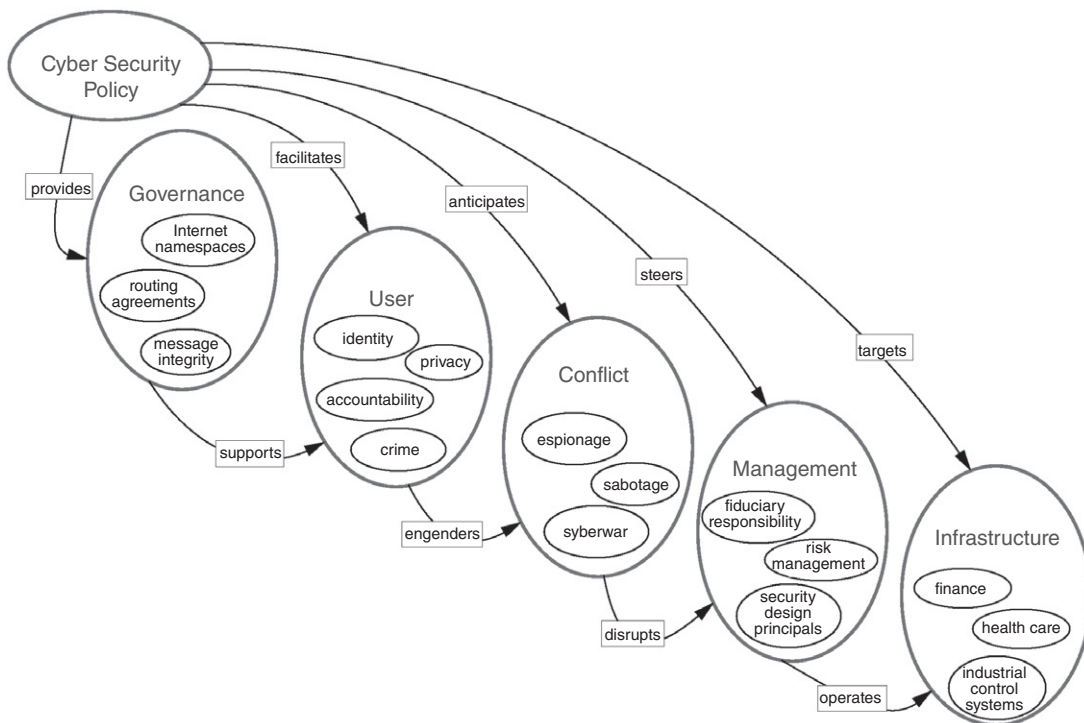 Cyber Security
Policy
provides
facilitates
anticipates
steers
targets
Governance
Internet
namespaces
routing
agreements
message
integrity
supports
User
identity
privacy
accountability
crime
engenders
Conflict
espionage
sabotage
syberwar
disrupts
Management
fiduciary
responsibility
risk
management
security
design
principals
operates
Infrastructure
finance
health care
industrial
control
systems